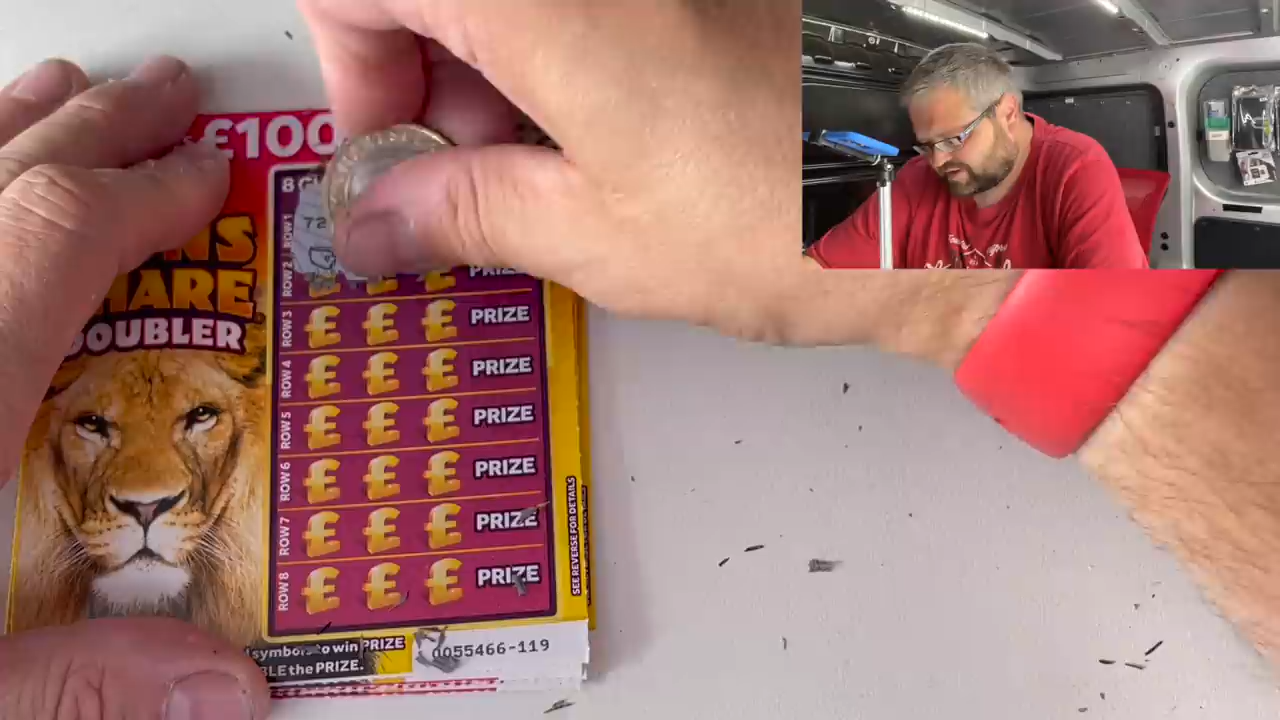 £100
8
72
ROW 1
ROW 2
PRIZE
SHARE
DOUBLER
ROW 3
£ £ £ PRIZE
ROW 4
£ £ £ PRIZE
ROW 5
£ £ £ PRIZE
ROW 6
£ £ £ PRIZE
ROW 7
£ £ £ PRIZE
ROW 8
£ £ £ PRIZE
SEE REVERSE FOR DETAILS
symbols to win PRIZE
the PRIZE.
0055466-119